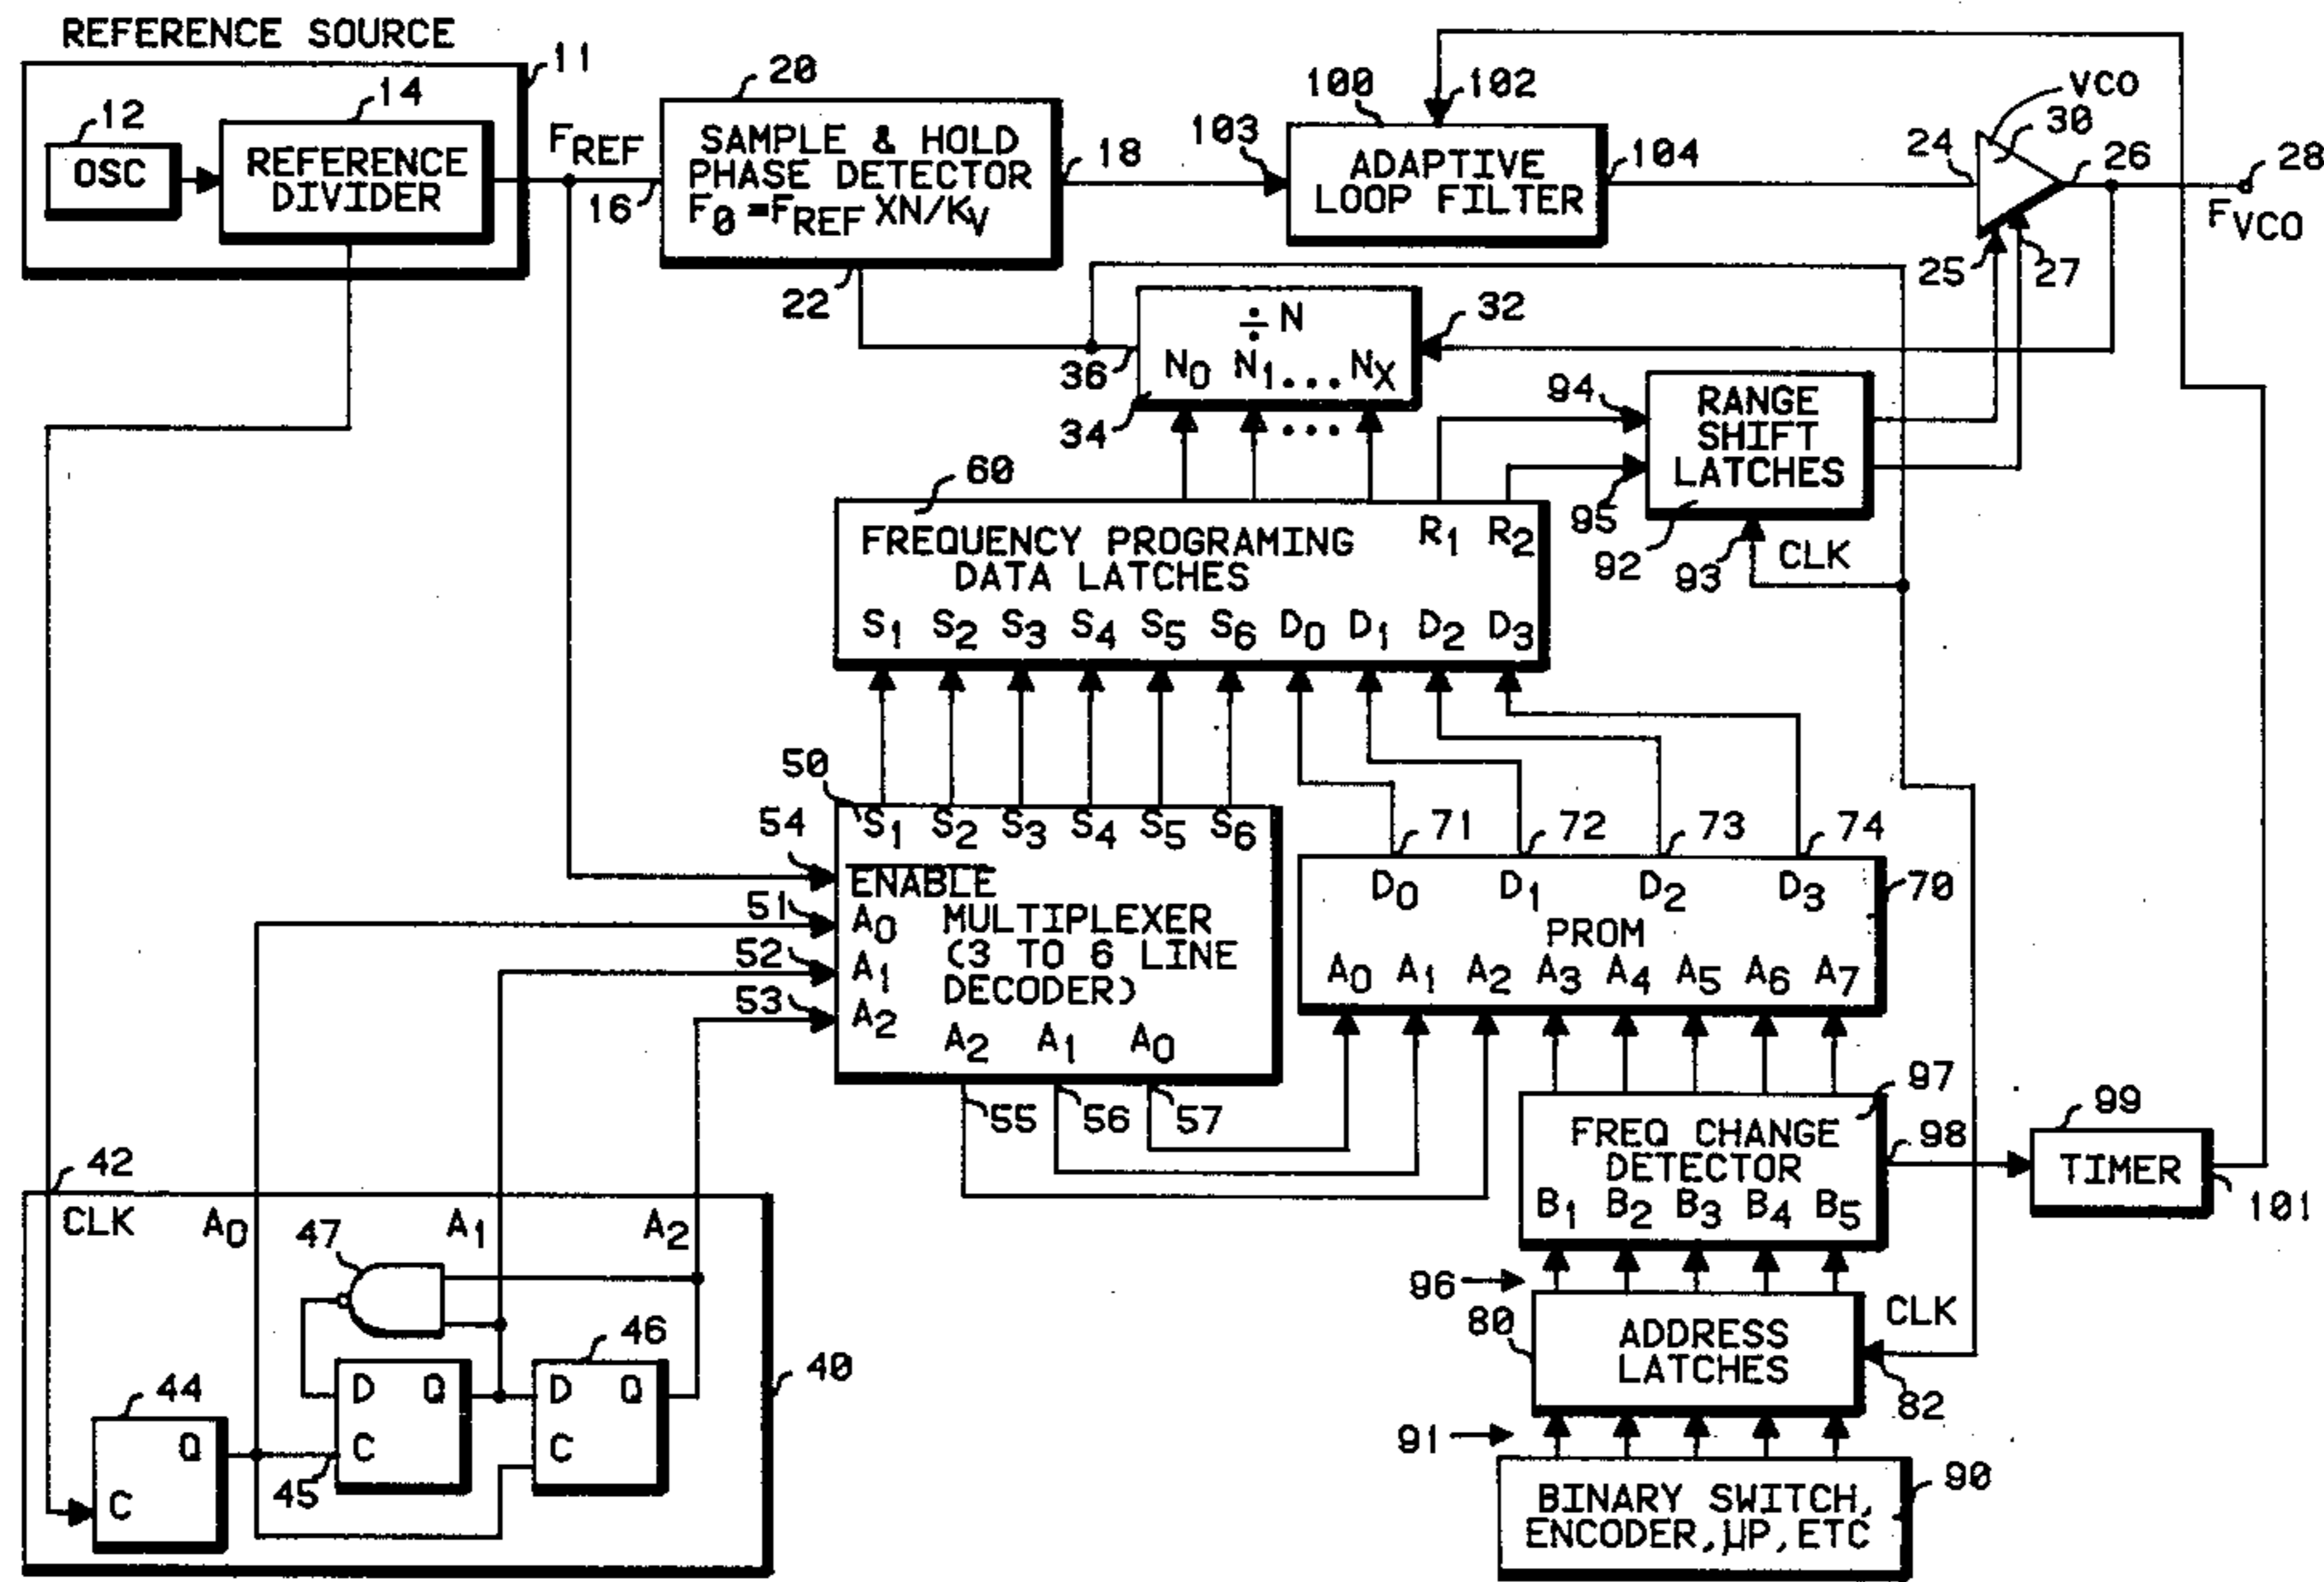 REFERENCE SOURCE
11
12
14
OSC
REFERENCE
DIVIDER
FREF
16
20
SAMPLE & HOLD
PHASE DETECTOR
F0 = FREF XN/KV
18
22
100
102
103
ADAPTIVE
LOOP FILTER
104
VCO
30
24
26
28
FVCO
25
27
÷N
N0 N1... NX
...
32
36
34
94
95
RANGE
SHIFT
LATCHES
92
93
CLK
60
R1 R2
FREQUENCY PROGRAMING
DATA LATCHES
S1 S2 S3 S4 S5 S6 D0 D1 D2 D3
50
S1 S2 S3 S4 S5 S6
54
ENABLE
51
A0
52
A1
53
A2
MULTIPLEXER
(3 TO 6 LINE
DECODER)
A2 A1 A0
55
56
57
71
72
73
74
D0 D1 D2 D3
70
PROM
A0 A1 A2 A3 A4 A5 A6 A7
97
FREQ CHANGE
DETECTOR
B1 B2 B3 B4 B5
98
99
TIMER
101
96
80
ADDRESS
LATCHES
CLK
82
91
90
BINARY SWITCH,
ENCODER, μP, ETC
42
CLK A0 A1 A2
47
46
40
44
Q
C
45
D Q
C
D Q
C